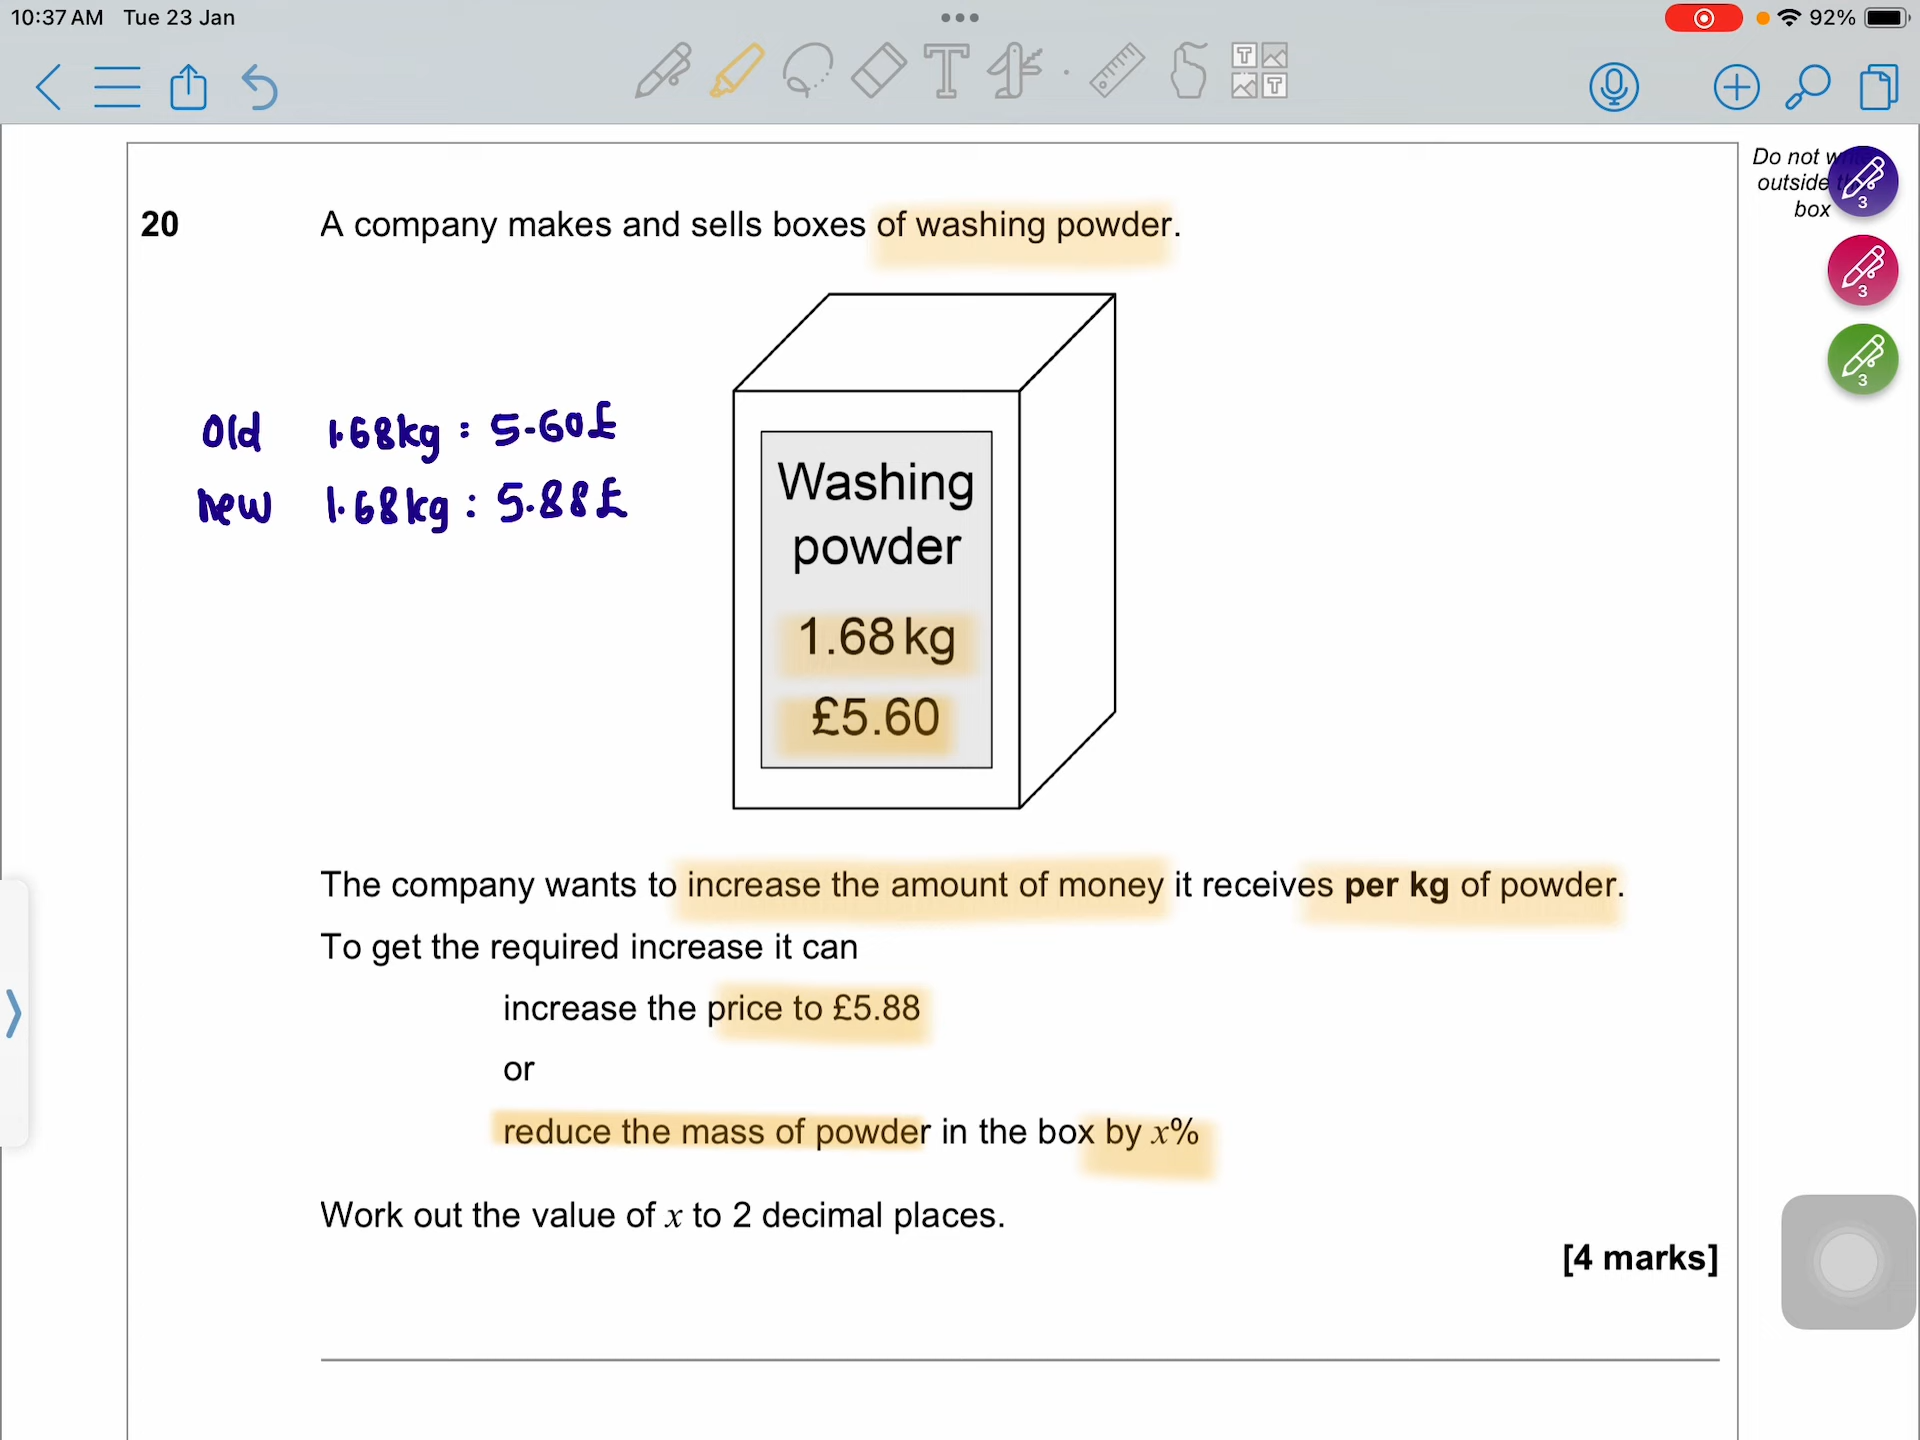 10:37 AM Tue 23 Jan
92%
Do not
outside
box
3
3
3
20 A company makes and sells boxes of washing powder.
Old 1.68kg : 5.60£
new 1.68kg : 5.88£
Washing
powder
1.68 kg
£5.60
The company wants to increase the amount of money it receives per kg of powder.
To get the required increase it can
increase the price to £5.88
or
reduce the mass of powder in the box by x%
Work out the value of x to 2 decimal places.
[4 marks]